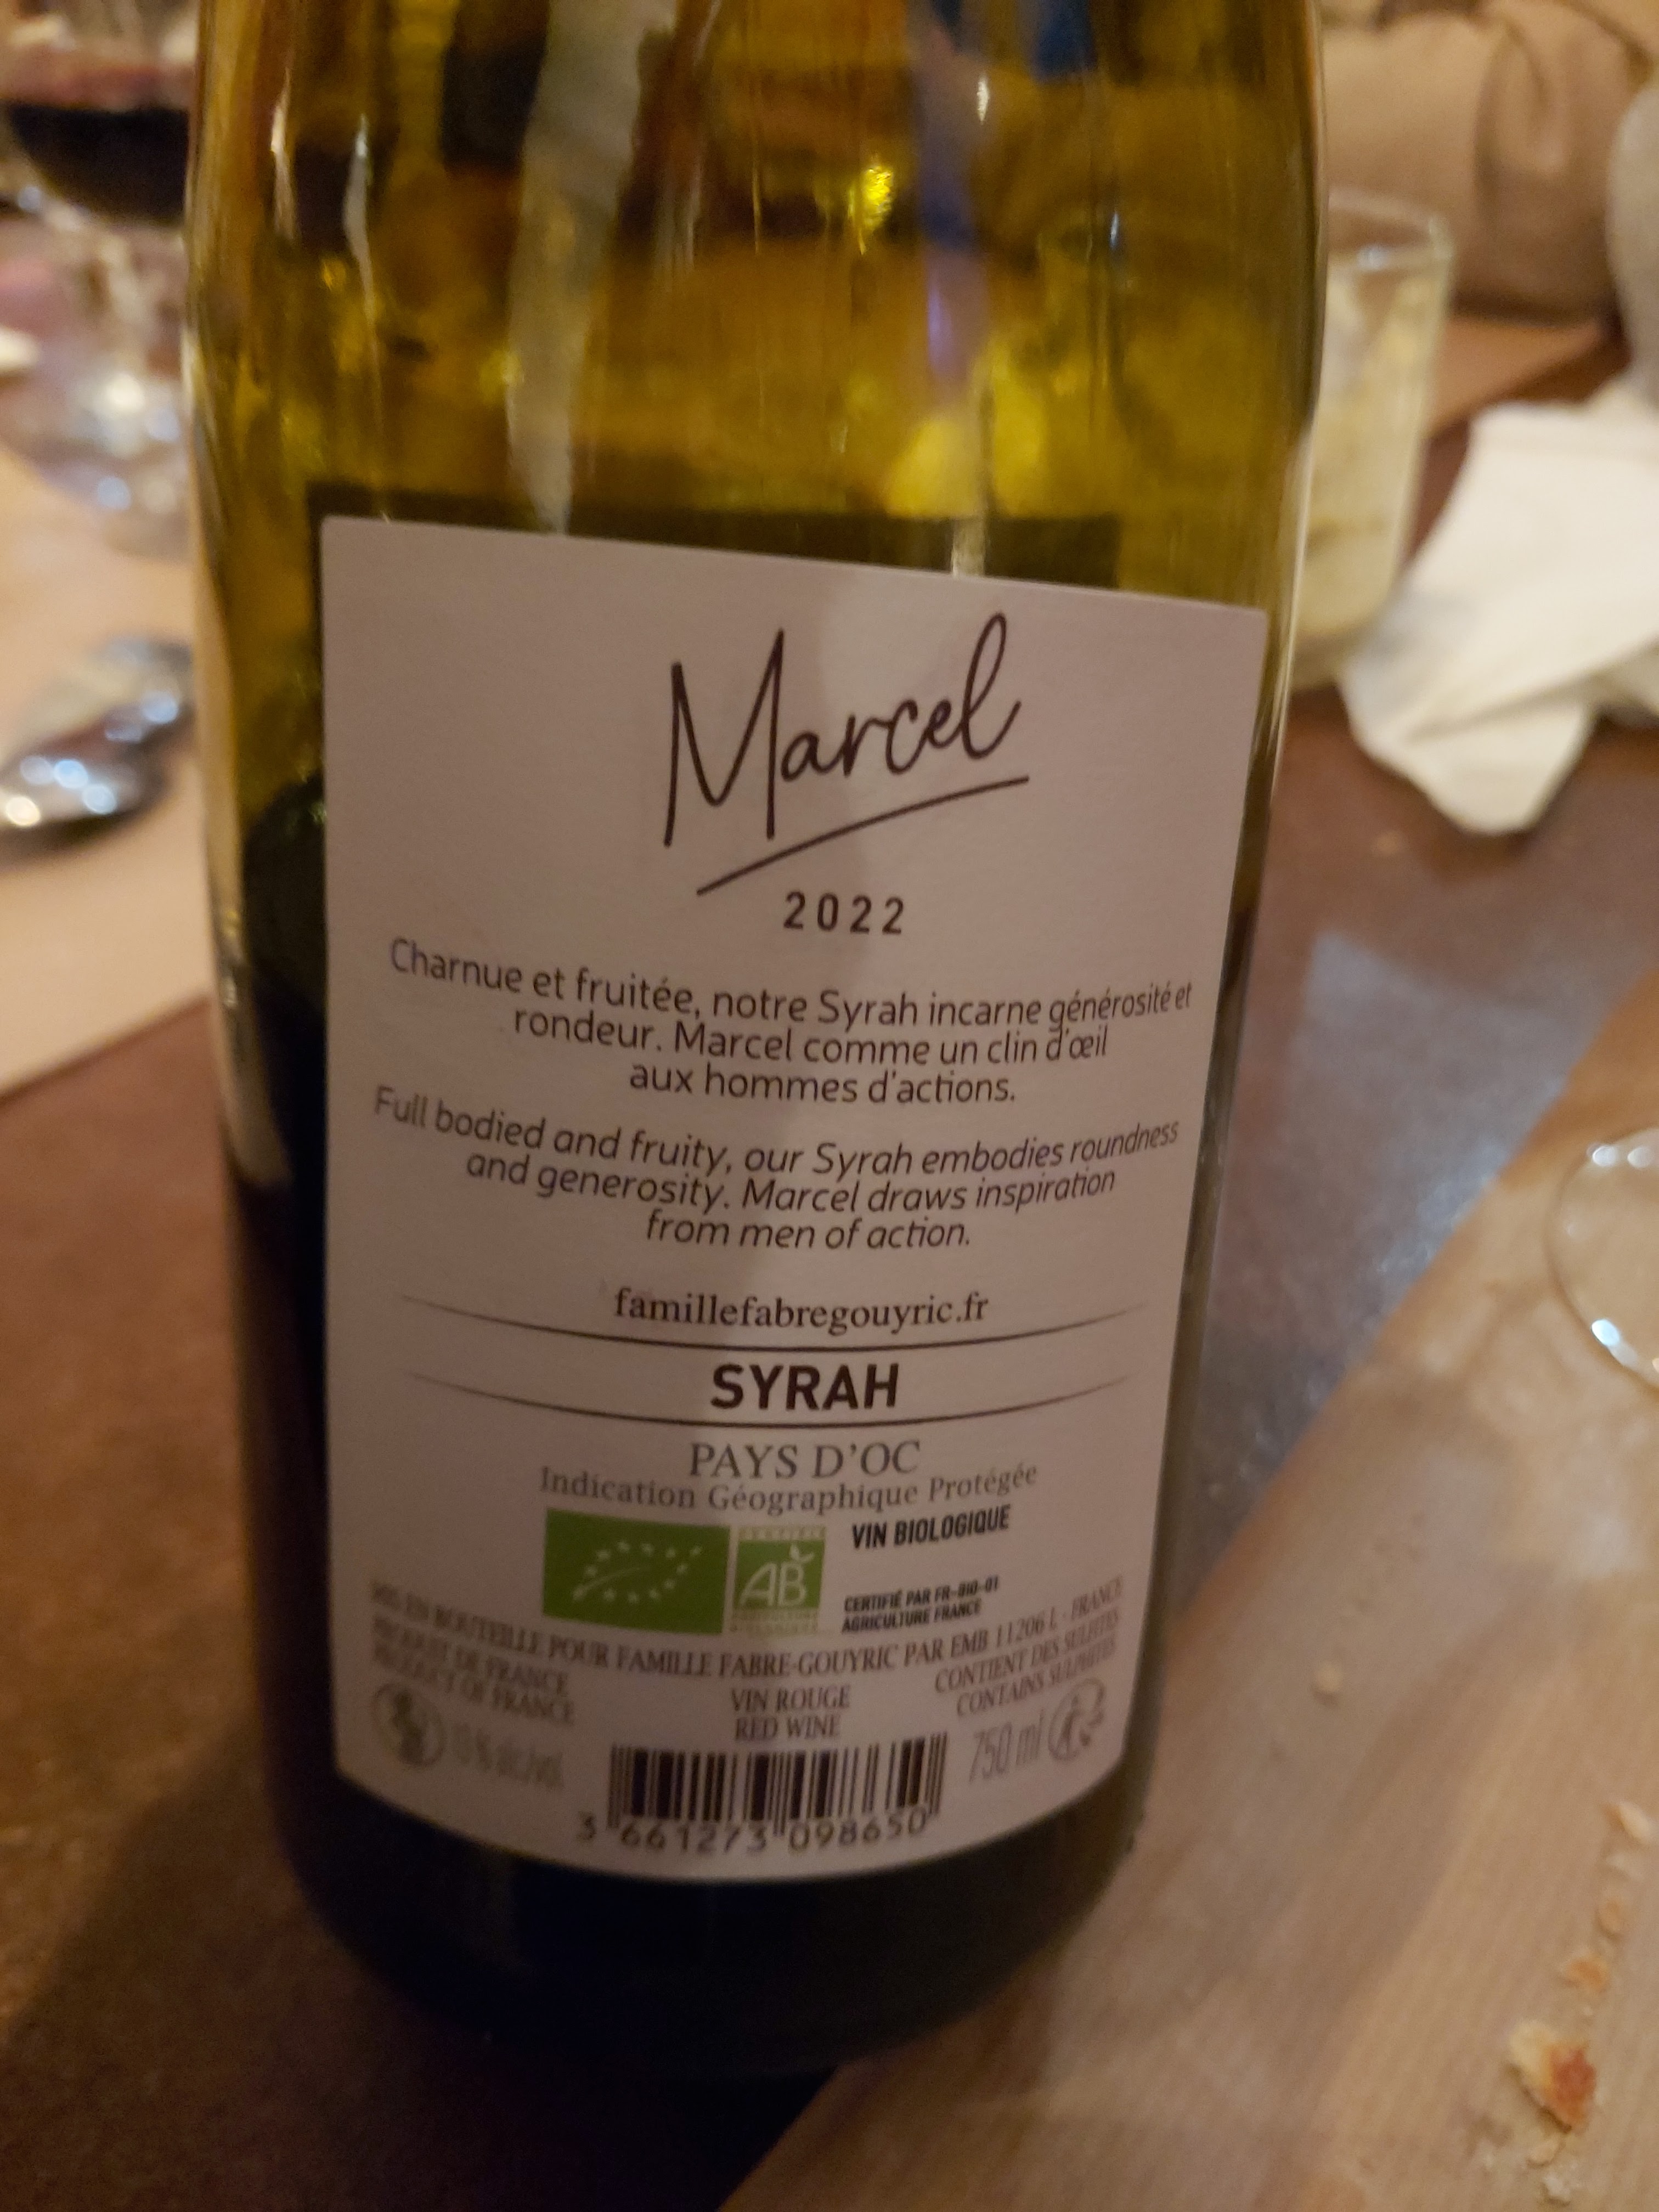 Marcel
2022
Charnue et fruitée, notre Syrah incarne générosité et
rondeur. Marcel comme un clin d'œil
aux hommes d'actions.
Full bodied and fruity, our Syrah embodies roundness
and generosity. Marcel draws inspiration
from men of action.
famillefabregouyric.fr
SYRAH
PAYS D'OC
Indication Géographique Protégée
VIN BIOLOGIQUE
AB
CERTIFIÉ PAR FR-BIO-01
AGRICULTURE FRANCE
MIS EN BOUTEILLE POUR FAMILLE FABRE-GOUYRIC PAR EMB 11206 L - FRANCE
PRODUIT DE FRANCE
PRODUCT OF FRANCE
VIN ROUGE
RED WINE
CONTIENT DES SULFITES
CONTAINS SULPHITES
alc./vol.
750 ml
3 661273 098650